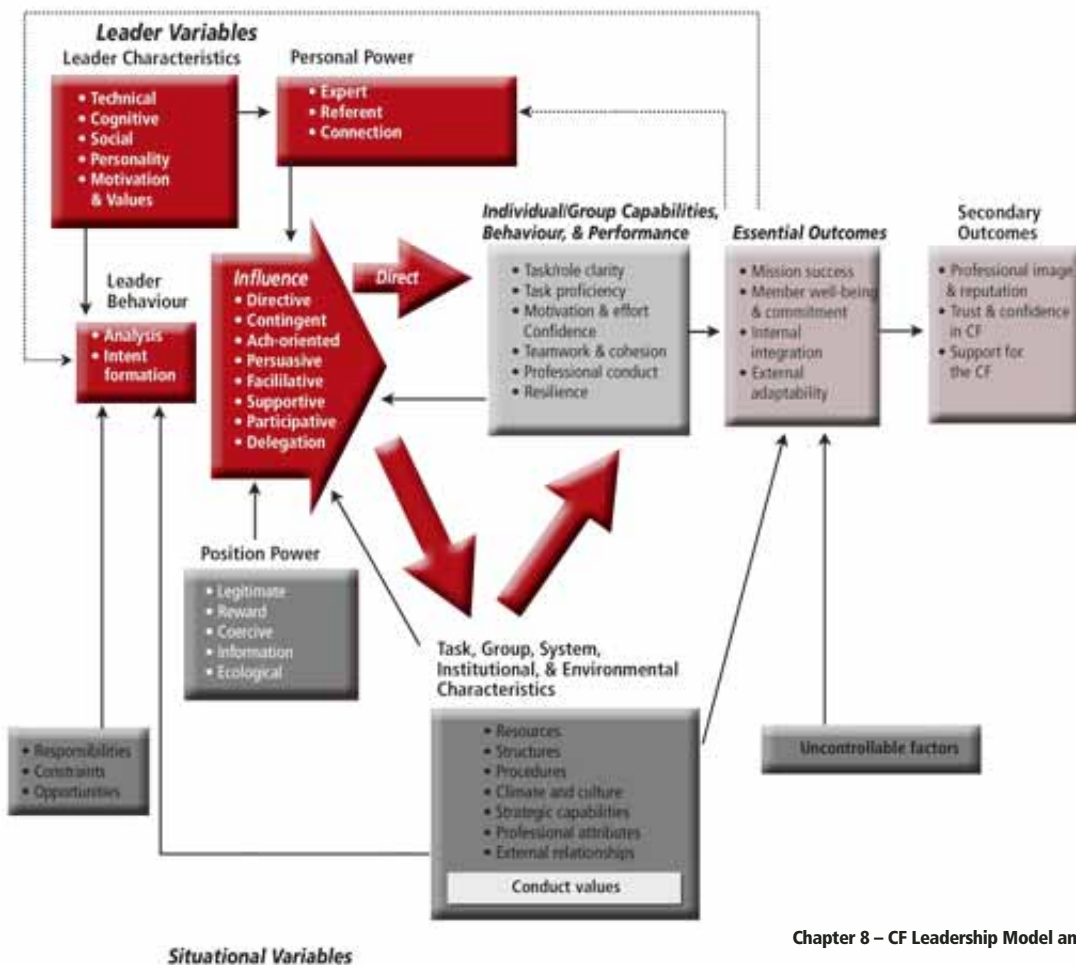 Leader Variables
Leader Characteristics
• Technical
• Cognitive
• Social
• Personality
• Motivation
& Values
Personal Power
• Expert
• Referent
• Connection
Leader
Behaviour
• Analysis
• Intent
formation
Influence
• Directive
• Contingent
• Ach-oriented
• Persuasive
• Facililative
• Supportive
• Participative
• Delegation
Direct
Individual/Group Capabilities,
Behaviour, & Performance
• Task/role clarity
• Task proficiency
• Motivation & effort
Confidence
• Teamwork & cohesion
• Professional conduct
• Resilience
Essential Outcomes
• Mission success
• Member well-being
& commitment
• Internal
integration
• External
adaptability
Secondary
Outcomes
• Professional image
& reputation
• Trust & confidence
in CF
• Support for
the CF
Position Power
• Legitimate
• Reward
• Coercive
• Information
• Ecological
Task, Group, System,
Institutional, & Environmental
Characteristics
• Resources
• Structures
• Procedures
• Climate and culture
• Strategic capabilities
• Professional attributes
• External relationships
Conduct values
• Responsibilities
• Constraints
• Opportunities
Uncontrollable factors
Situational Variables
Chapter 8 – CF Leadership Model an